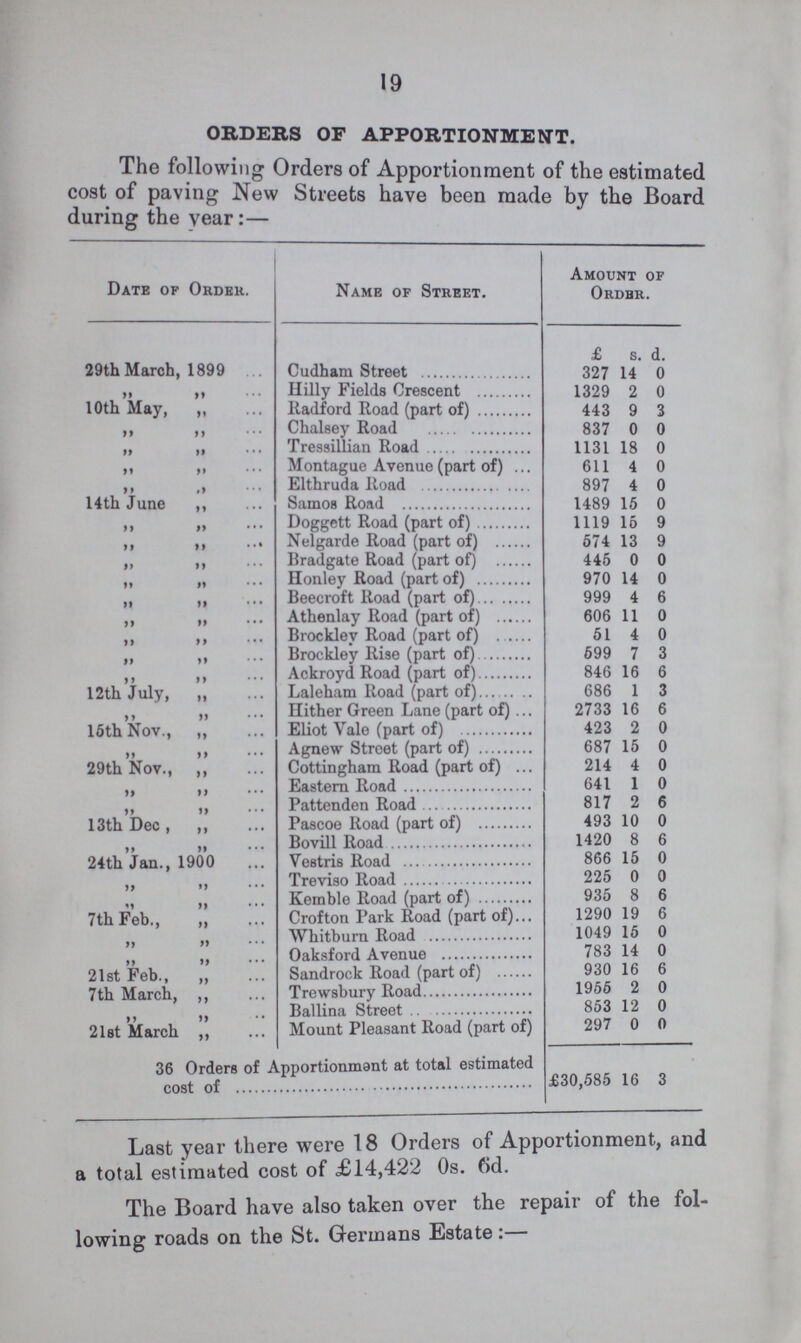 19
ORDERS OF APPORTIONMENT.
The following Orders of Apportionment of the estimated
cost of paving New Streets have been made by the Board
during the year:—
Date of Order. Name of Street. Amount of Ordbr.
£ s. d.
29th March, 1899 ... Cudham Street ... 327 14 0
„ „ ... Hilly Fields Crescent ... 1329 2 0
10th May, „ ... Radford Road (part of) ... 443 9 3
„ „ ... Chalsey Road ... 837 0 0
„ „ ... Tressillian Road ... 1131 18 0
„ „ ... Montague Avenue (part of) ... 611 4 0
„ „ ... Elthruda Road ... 897 4 0
14th June „ ... Samos Road ... 1489 15 0
„ „ ... Doggett Road (part of) ... 1119 15 9
„ „ ... Nelgarde Road (part of) ... 574 13 9
„ „ ... Bradgate Road (part of) ... 445 0 0
„ „ ... Honley Road (part of) ... 970 14 0
„ „ ... Beecroft Road (part of) ... 999 4 6
„ „ ... Athenlay Road (part of) ... 606 11 0
„ „ ... Brockley Road (part of) ... 51 4 0
„ „ ... Brockley Rise (part of) ... 599 7 3
„ „ ... Ackroyd Road (part of) ... 846 16 6
12th July, „ ... Laleham Road (part of) ... 686 1 3
„ „ ... Hither Green Lane (part of) ... 2733 16 6
15th Nov., „ ... Eliot Vale (part of) ... 423 2 0
„ „ ... Agnew Street (part of) ... 687 15 0
29th Nov., „ ... Cottingham Road (part of) ... 214 4 0
„ „ ... Eastern Road ... 641 1 0
„ „ ... Pattenden Road ... 817 2 6
13th Dec , „ ... Pascoe Road (part of) ... 493 10 0
„ „ ... Bovill Road ... 1420 8 6
24th Jan., 1900 ... Vestris Road ... 866 15 0
„ „ ... Treviso Road ... 225 0 0
„ „ ... Kemble Road (part of) ... 935 8 6
7th Feb., „ ... Crofton Park Road (part of)... 1290 19 6
„ „ ... Whitburn Road ... 1049 15 0
„ „ ... Oaksford Avenue ... 783 14 0
21st Feb., „ ... Sandrock Road (part of) ... 930 16 6
7th March, „ ... Trewsbury Road ... 1955 2 0
„ „ .. Ballina Street ... 853 12 0
21st March „ ... Mount Pleasant Road (part of) 297 0 0
36 Orders of Apportionment at total estimated
cost of ... £30,585 16 3
Last year there were 18 Orders of Apportionment, and
a total estimated cost of £14,422 0s. 6d.
The Board have also taken over the repair of the fol-
lowing roads on the St. Germans Estate:—